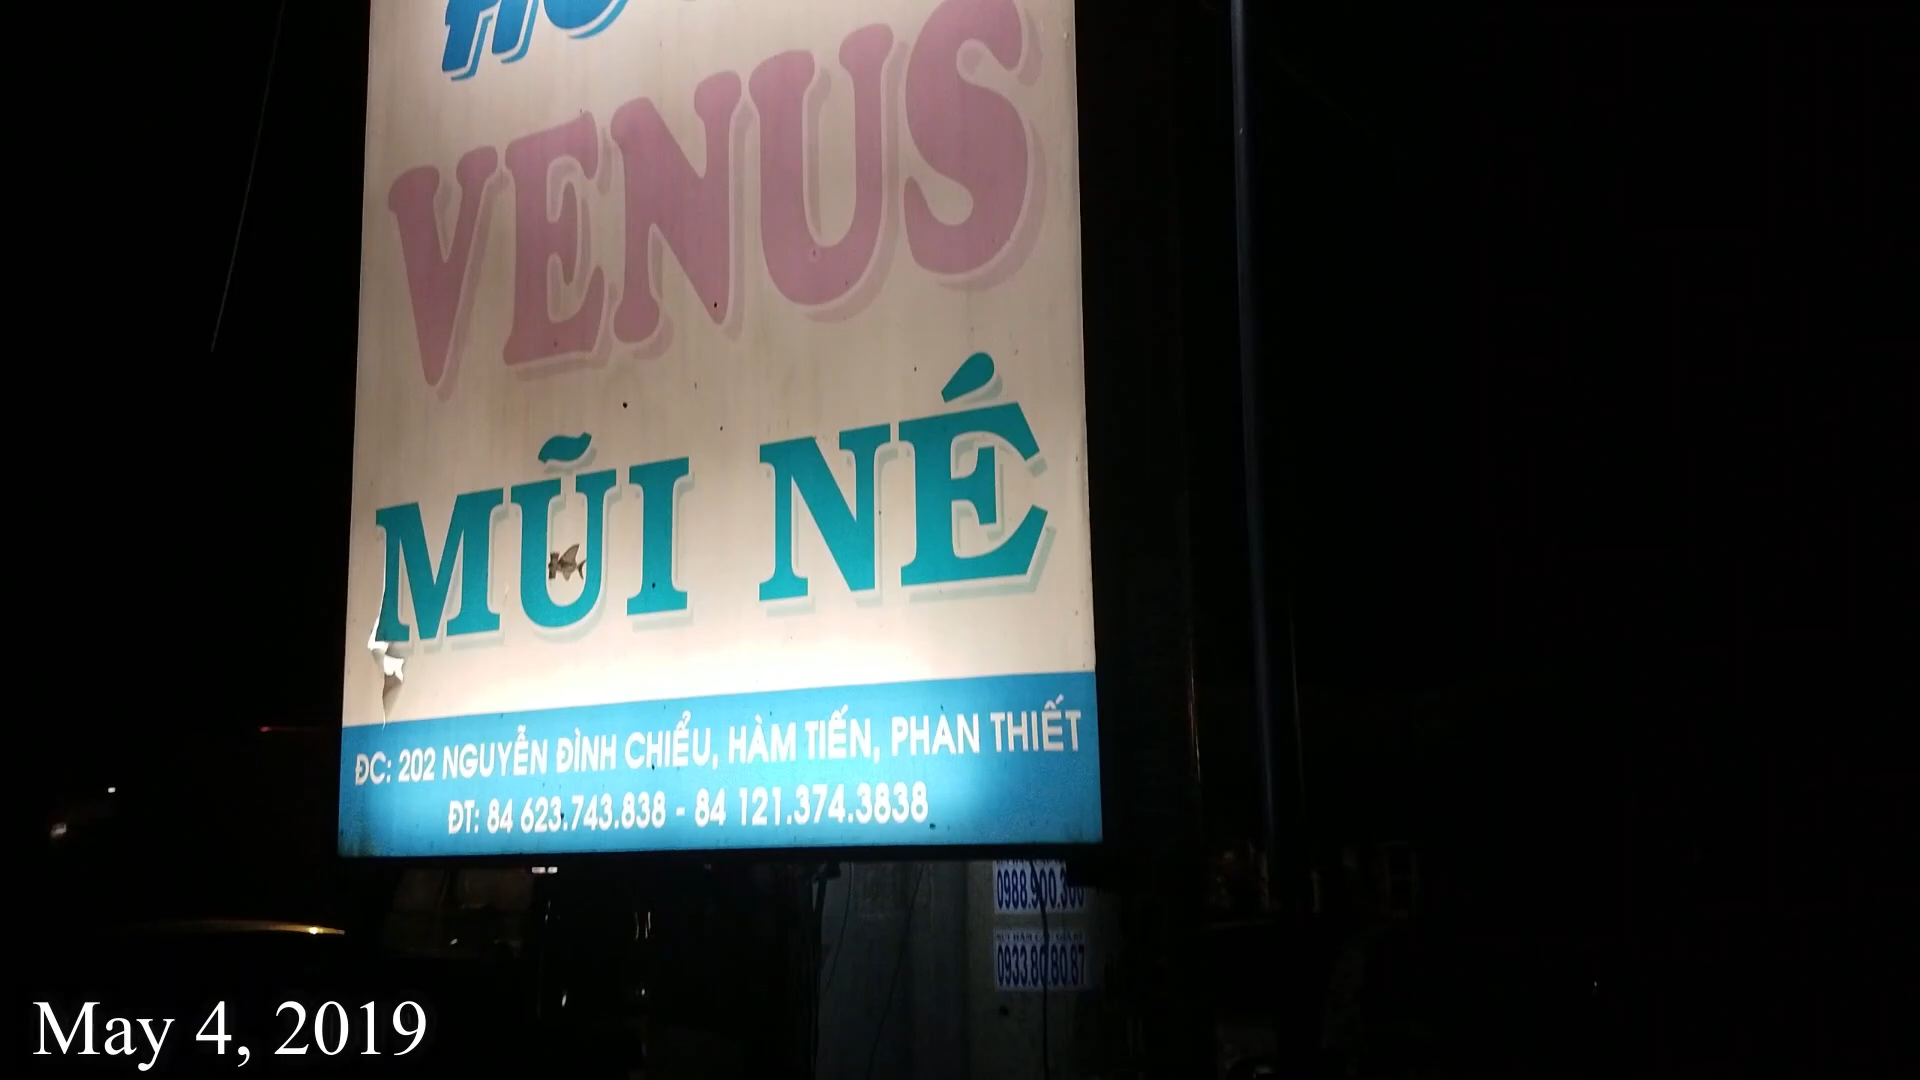 VENUS
MŨI NÉ
ĐC: 202 NGUYỄN ĐÌNH CHIỂU, HÀM TIẾN, PHAN THIẾT
ĐT: 84 623.743.838 - 84 121.374.3838
0933.80.80.87
May 4, 2019